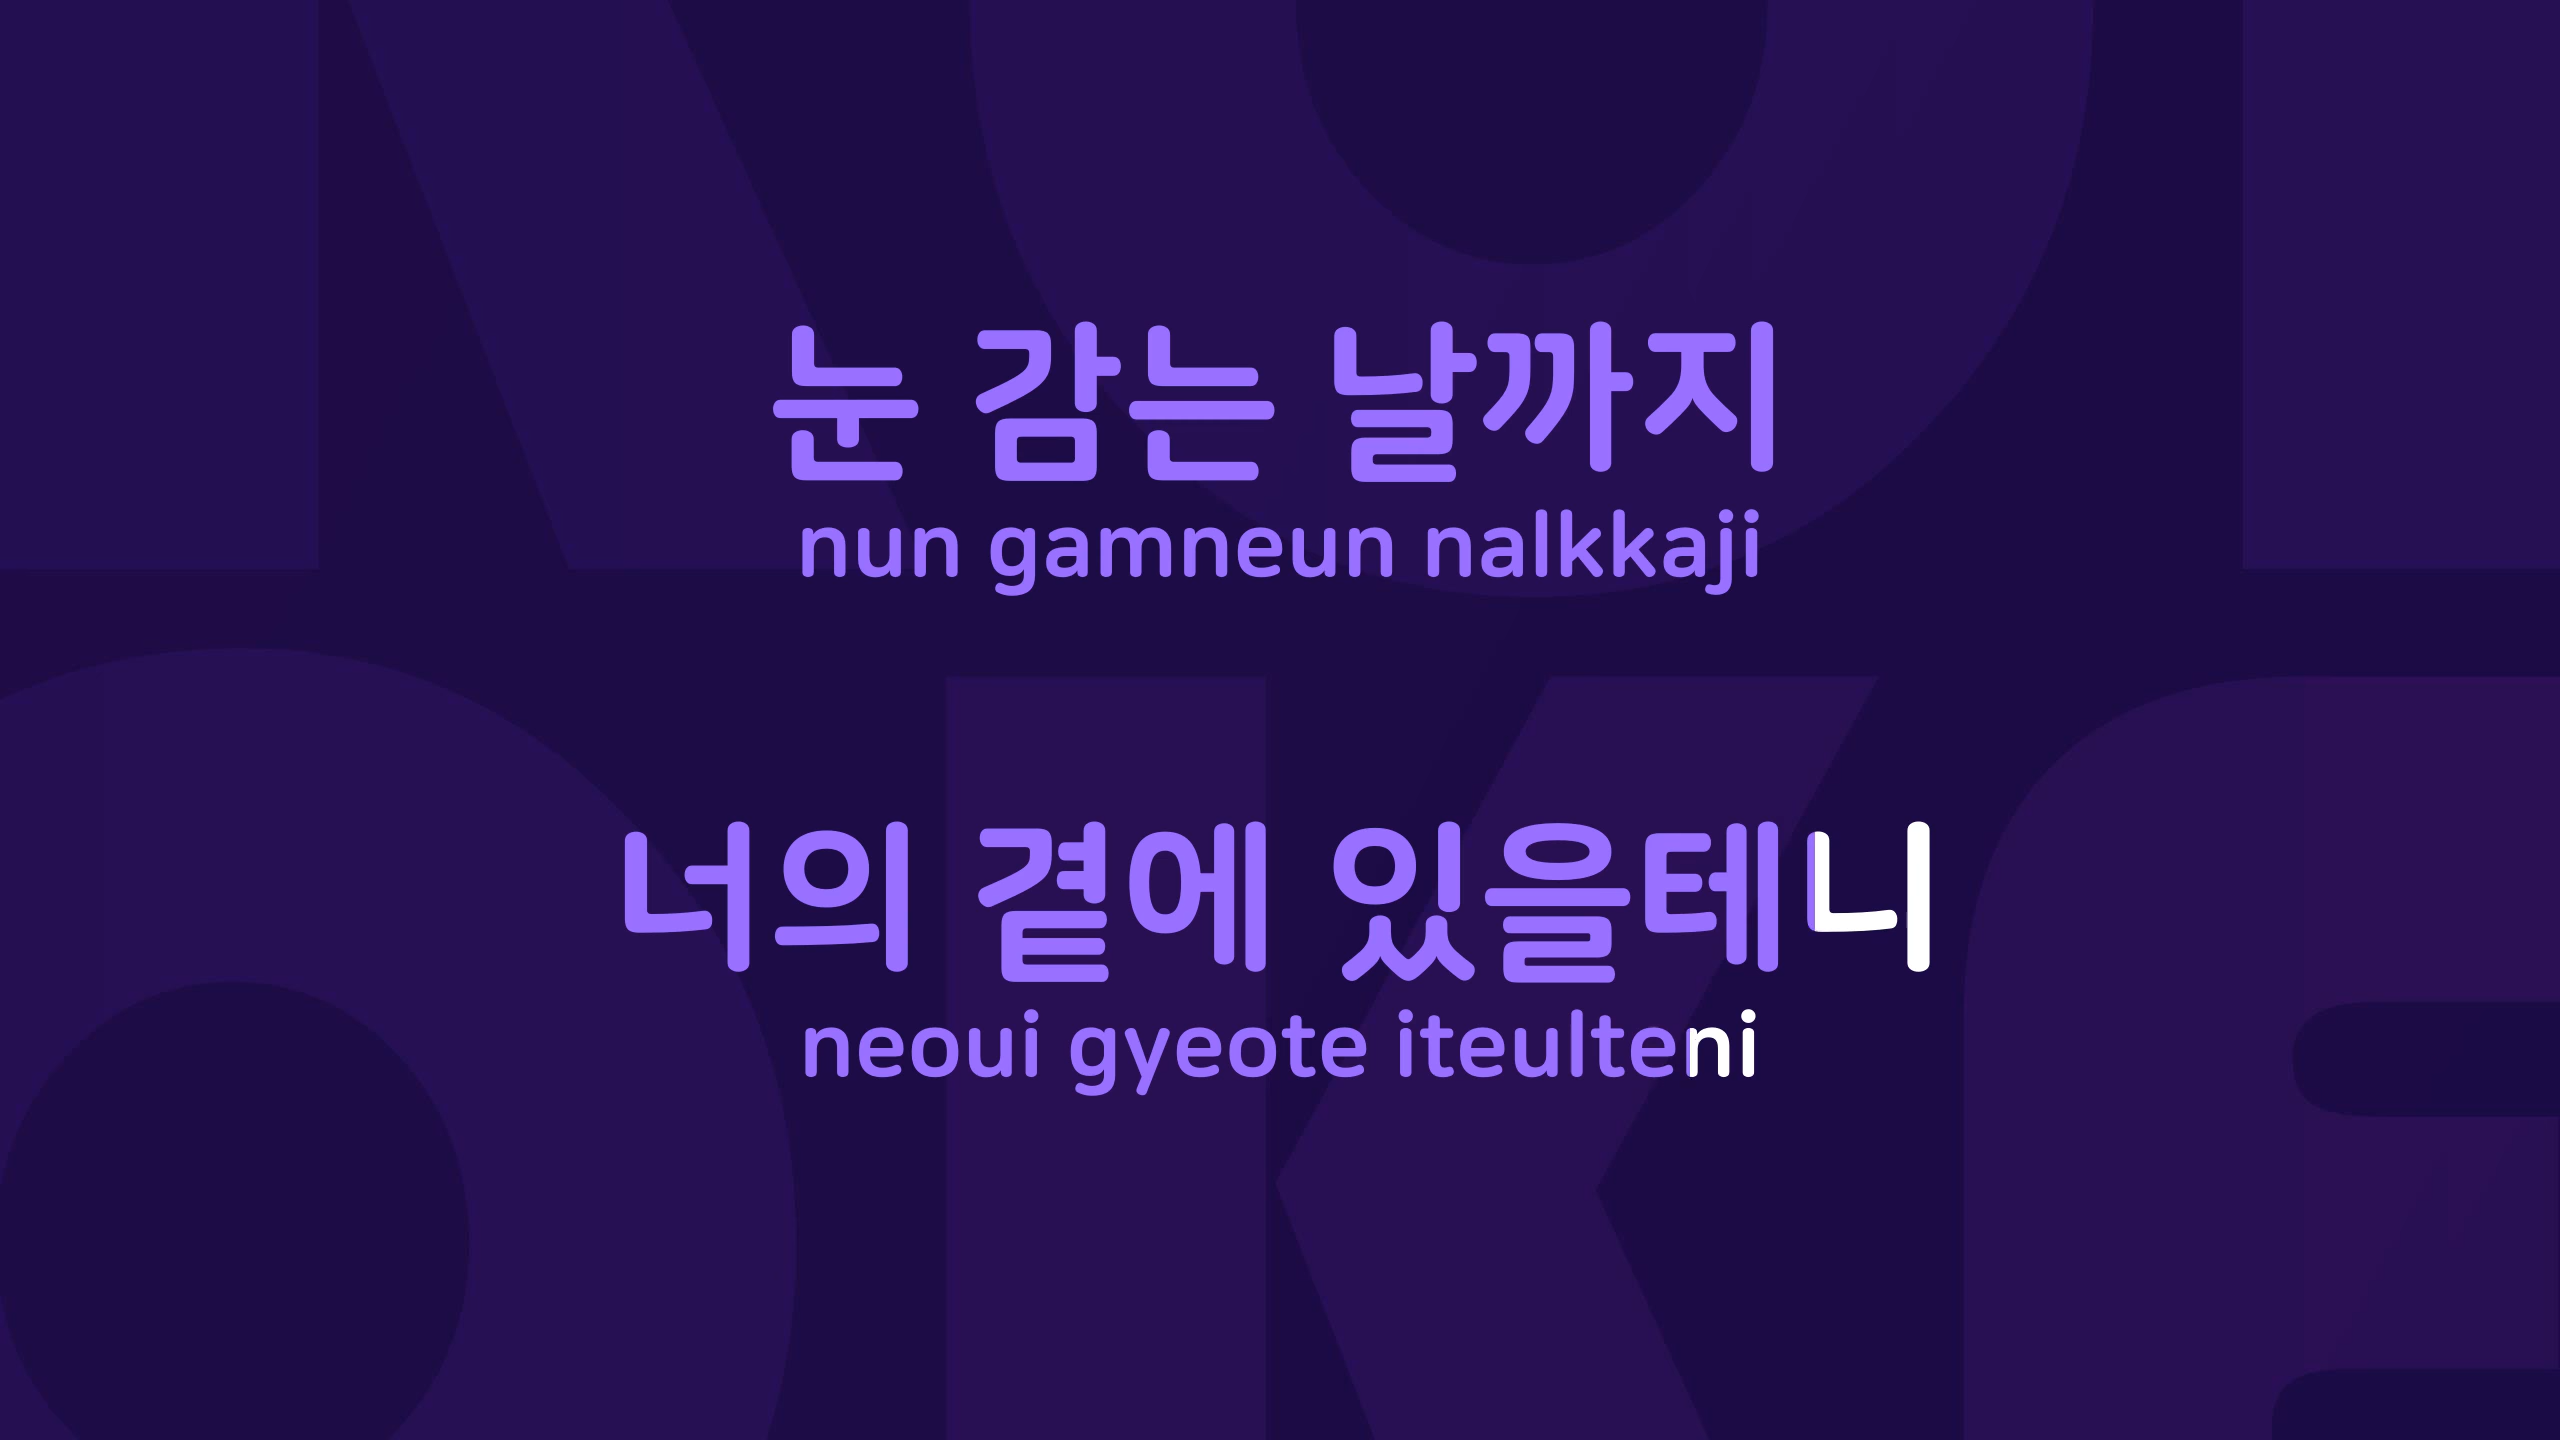 눈 감는 날까지
nun gamneun nalkkaji
너의 곁에 있을테니
neoui gyeote iteulteni